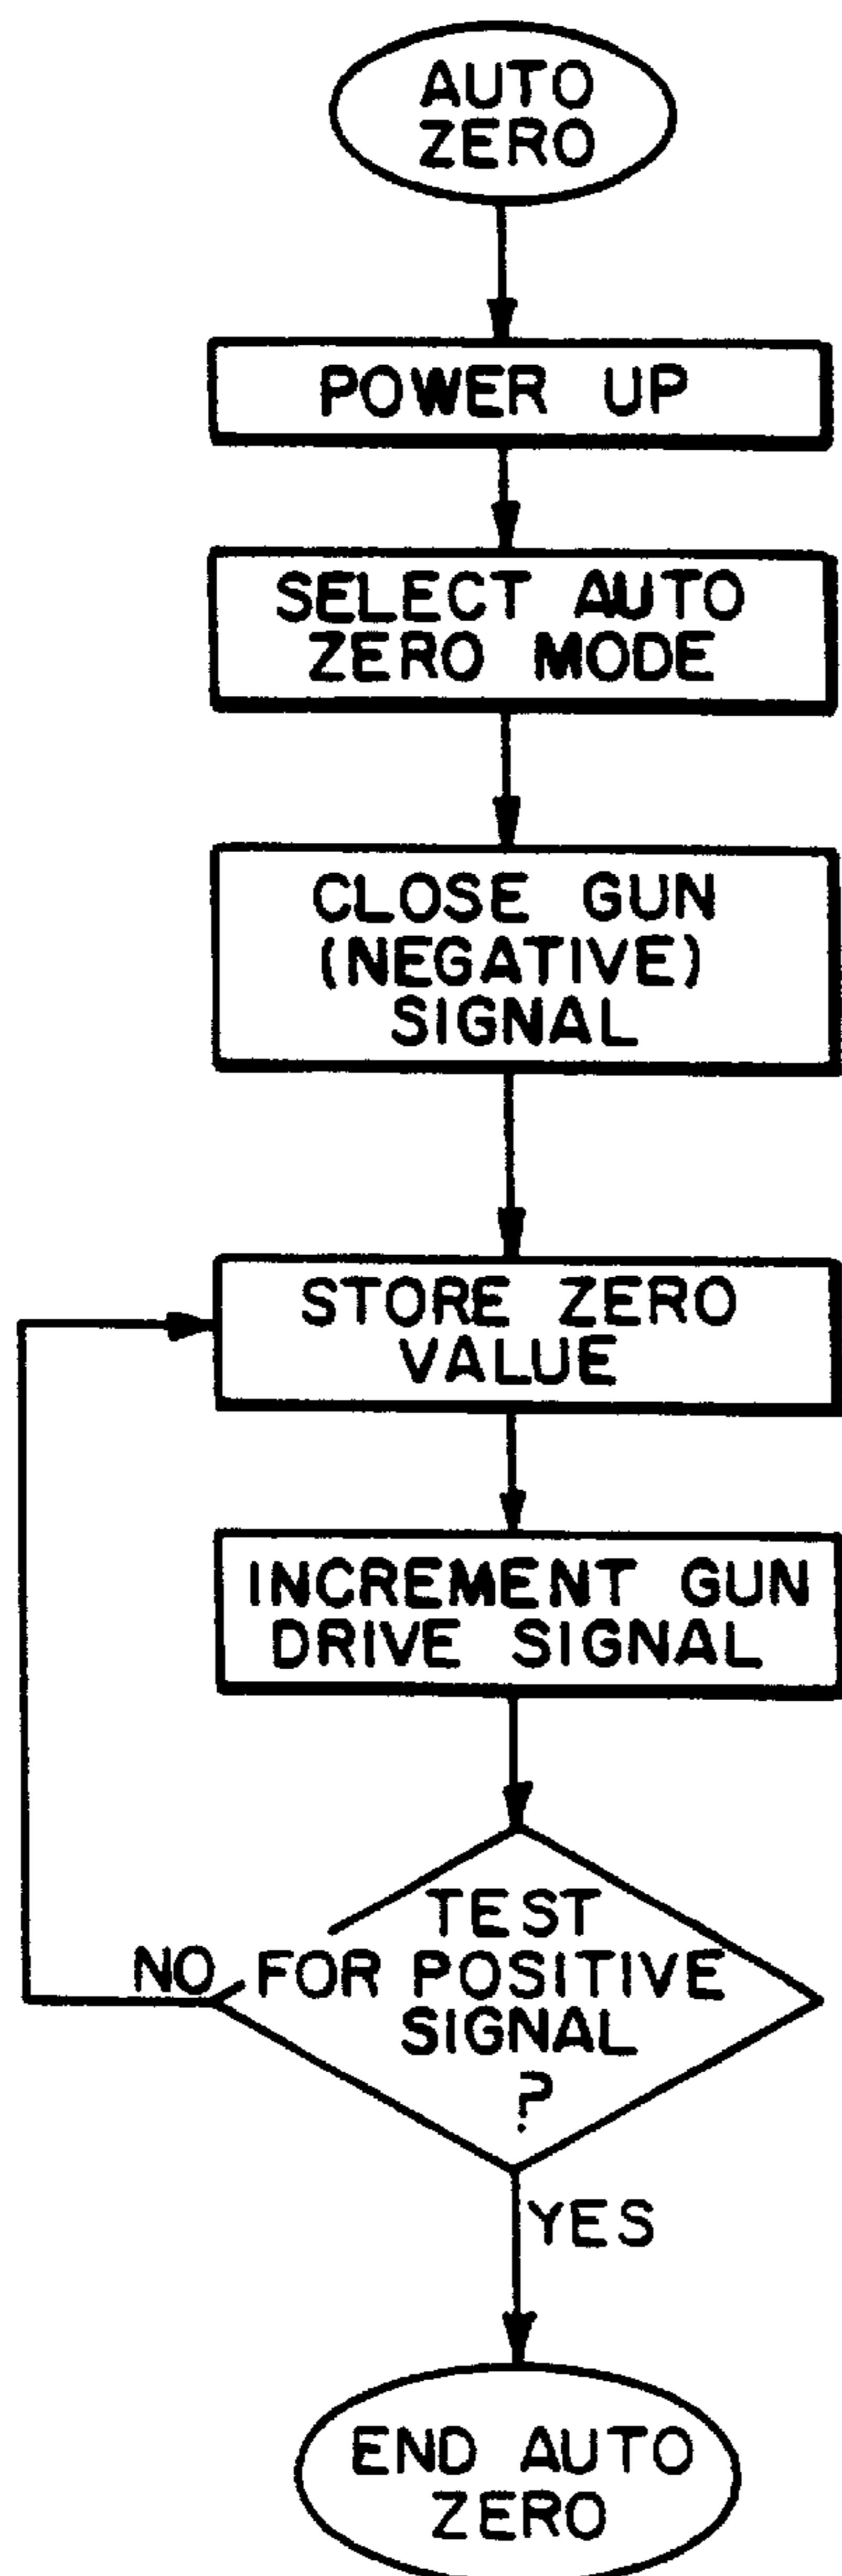 AUTO
ZERO
POWER UP
SELECT AUTO
ZERO MODE
CLOSE GUN
(NEGATIVE)
SIGNAL
STORE ZERO
VALUE
INCREMENT GUN
DRIVE SIGNAL
TEST
FOR POSITIVE
SIGNAL
?
NO
YES
END AUTO
ZERO